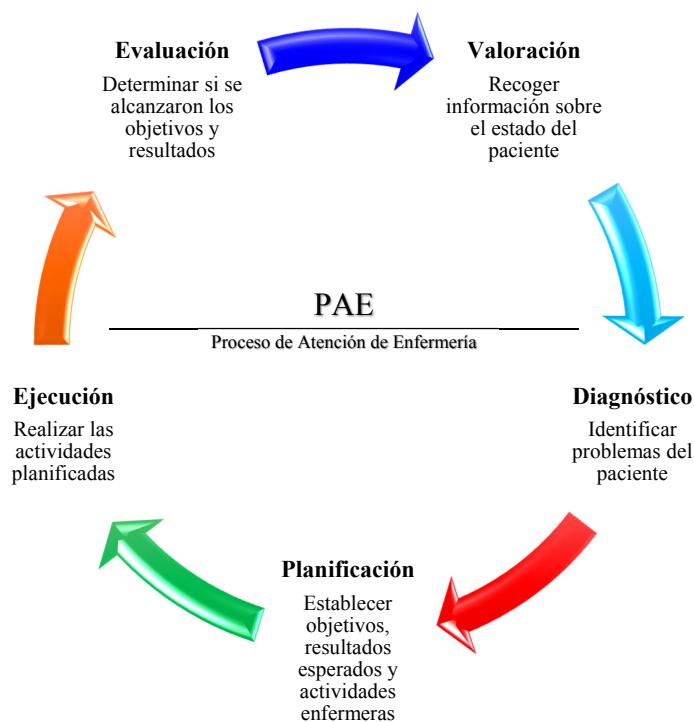 Evaluación
Determinar si se
alcanzaron los
objetivos y
resultados
Valoración
Recoger
información sobre
el estado del
paciente
PAE
Proceso de Atención de Enfermería
Ejecución
Realizar las
actividades
planificadas
Diagnóstico
Identificar
problemas del
paciente
Planificación
Establecer
objetivos,
resultados
esperados y
actividades
enfermeras